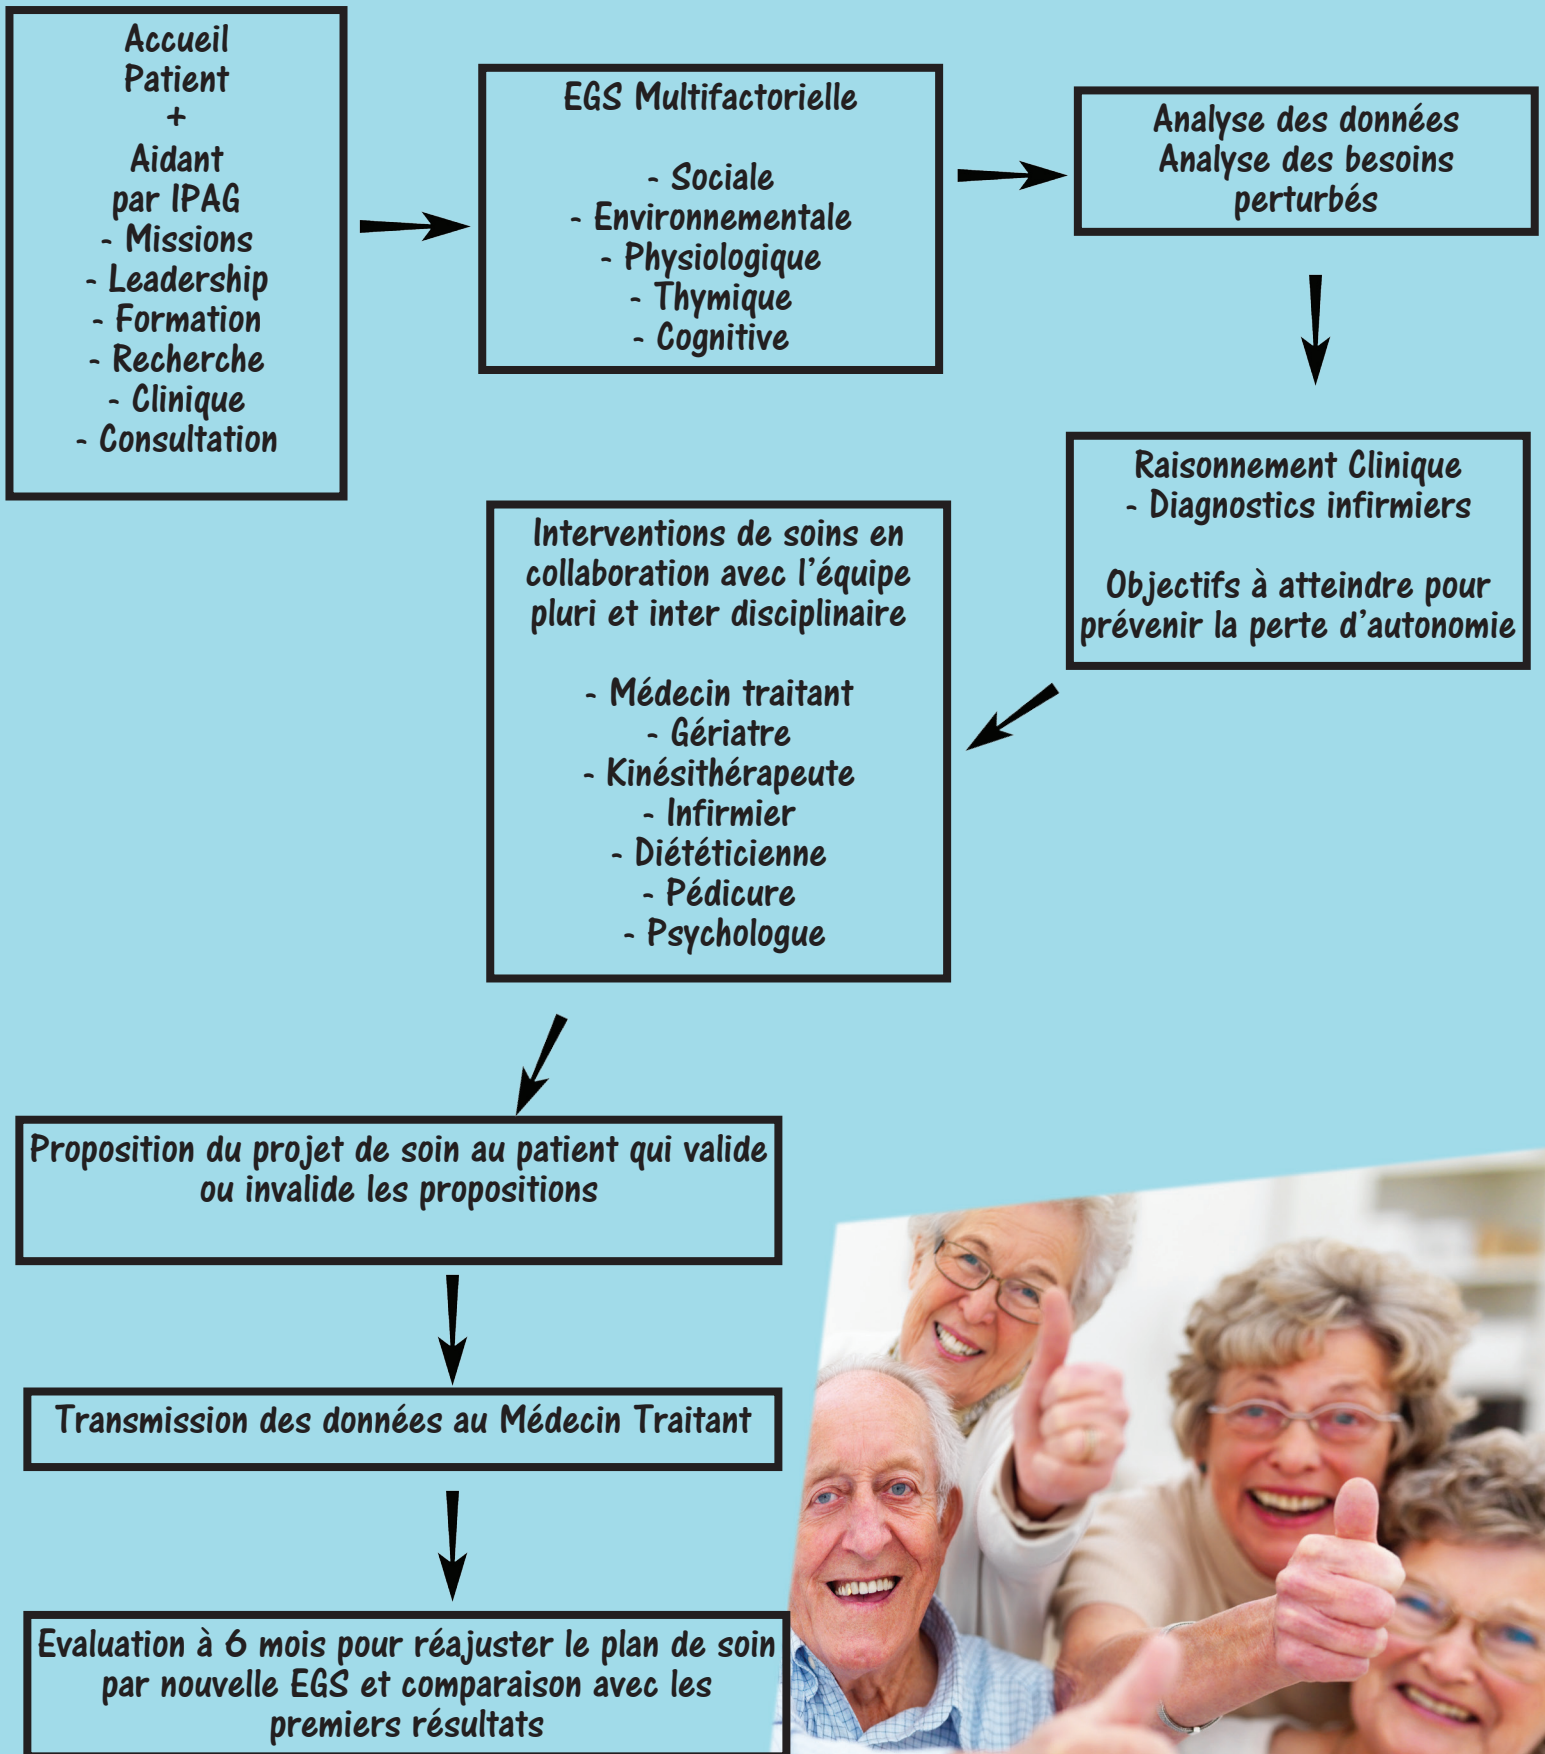 Accueil
Patient
+
Aidant
par IPAG
- Missions
- Leadership
- Formation
- Recherche
- Clinique
- Consultation
EGS Multifactorielle
- Sociale
- Environnementale
- Physiologique
- Thymique
- Cognitive
Analyse des données
Analyse des besoins
perturbés
Raisonnement Clinique
- Diagnostics infirmiers
Objectifs à atteindre pour
prévenir la perte d'autonomie
Interventions de soins en
collaboration avec l'équipe
pluri et inter disciplinaire
- Médecin traitant
- Gériatre
- Kinésithérapeute
- Infirmier
- Diététicienne
- Pédicure
- Psychologue
Proposition du projet de soin au patient qui valide
ou invalide les propositions
Transmission des données au Médecin Traitant
Evaluation à 6 mois pour réajuster le plan de soin
par nouvelle EGS et comparaison avec les
premiers résultats